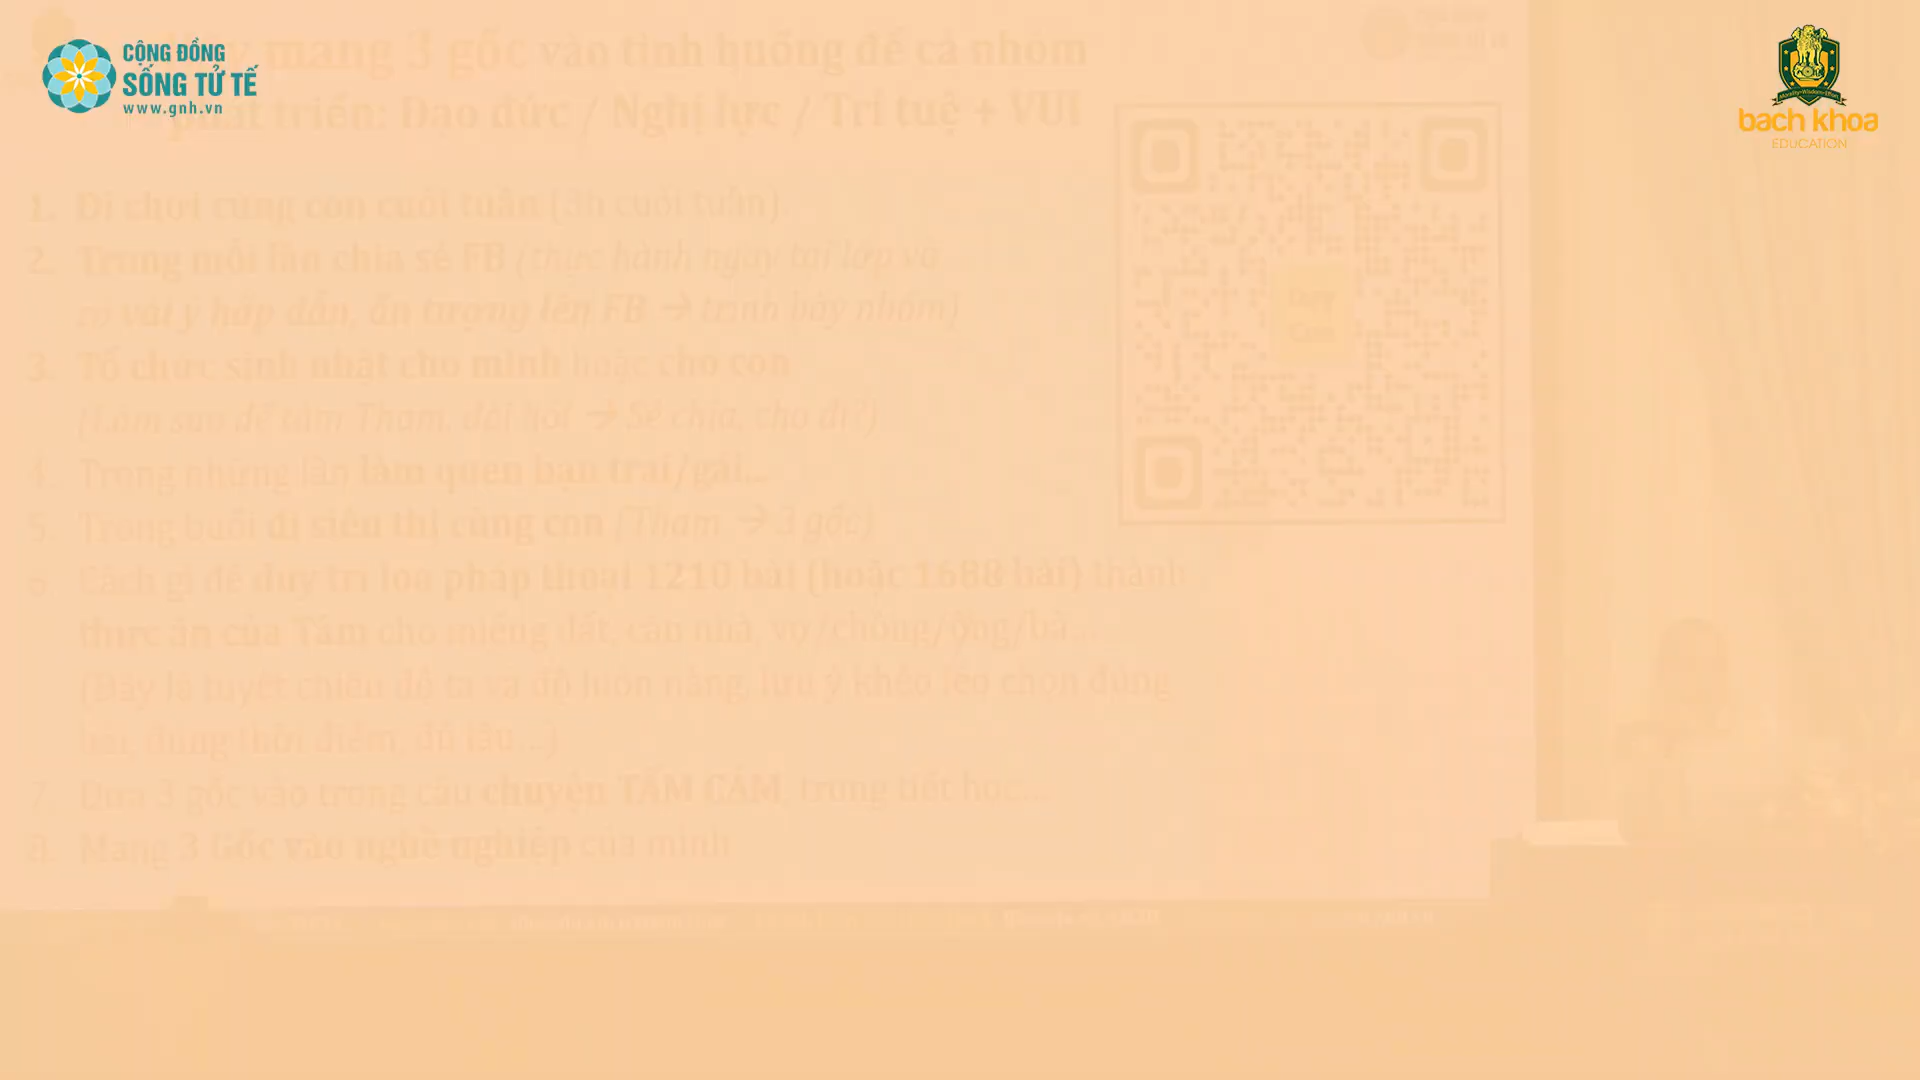 CỘNG ĐỒNG
SỐNG TỬ TẾ
www.gnh.vn
bach khoa
EDUCATION
mang 3 gốc vào tình huống để cả nhóm
phát triển: Đạo đức / Nghị lực / Trí tuệ + VUI
1. Đi chơi cùng con cuối tuần (8h cuối tuần).
2. Trong mỗi lần chia sẻ FB (thực hành ngay tại lớp và
vài ý hấp dẫn, ấn tượng lên FB → trình bày nhóm)
3. Tổ chức sinh nhật cho mình hoặc cho con
(Làm sao để tâm Tham, đòi hỏi → Sẻ chia, cho đi?)
4. Trong những lần làm quen bạn trai/gái...
5. Trong buổi đi siêu thị cùng con (Tham → 3 gốc)
6. Cách gì để duy trì loa pháp thoại 1210 bài (hoặc 1688 bài) thành
thức ăn của Tâm cho miếng đất, căn nhà, vợ/chồng/ông/bà...
(Đây là tuyệt chiêu độ ta và độ luôn nàng, lưu ý khéo léo chọn đúng
bài, đúng thời điểm, đủ lâu...)
7. Đưa 3 gốc vào trong câu chuyện TẤM CÁM, trong tiết học...
8. Mang 3 Gốc vào nghề nghiệp của mình